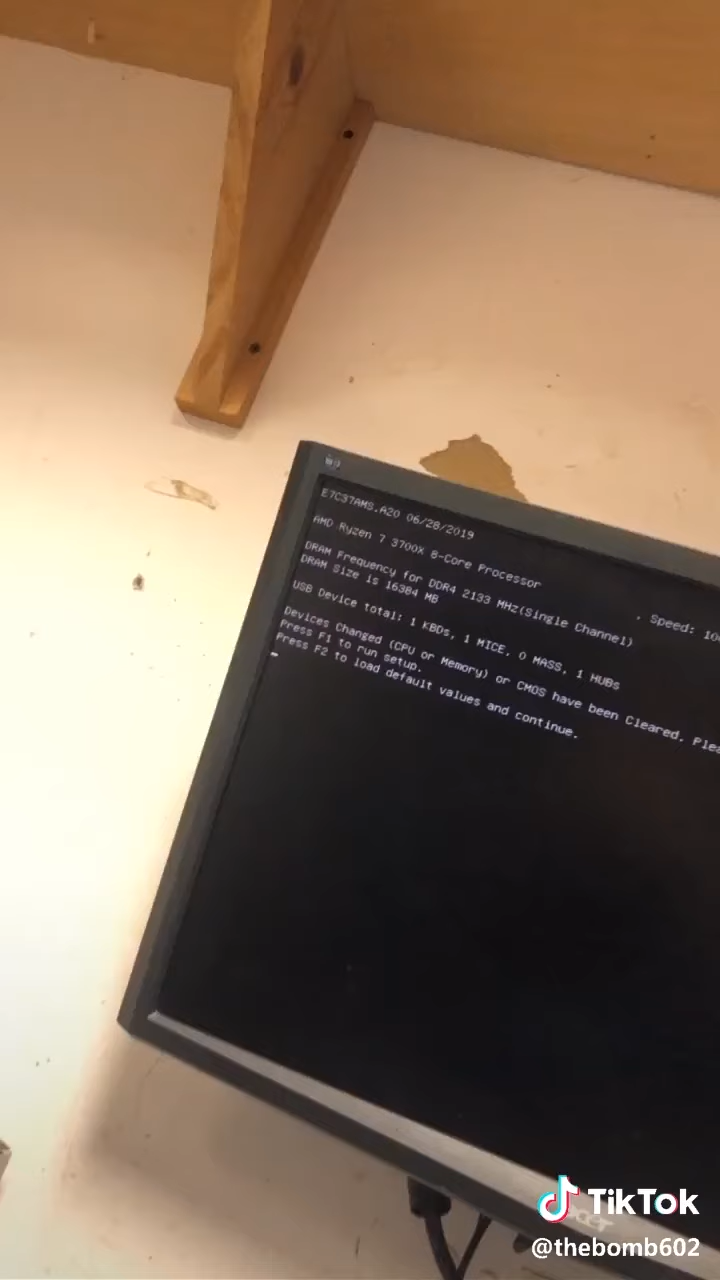 E7C37AMS.A20 06/28/2019
AMD Ryzen 7 3700X 8-Core Processor
, Speed: 
DRAM Frequency for DDR4 2133 MHz(Single Channel)
DRAM Size is 16384 MB
USB Device total: 1 KBDs, 1 MICE, 0 MASS, 1 HUBs
Devices Changed (CPU or Memory) or CMOS have been Cleared.
Press F1 to run setup.
Press F2 to load default values and continue.
acer
TikTok
@thebomb602